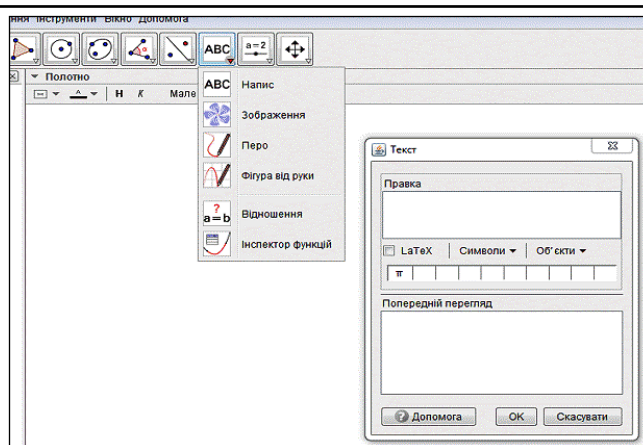 ння Інструменти Вікно Допомога
ABC a=2
Полотно
A Н К Мале
ABC Напис
Зображення
Перо
Фігура від руки
? a=b Відношення
Інспектор функцій
Текст
Правка
LaTeX Символи Об'єкти
π
Попередній перегляд
Допомога OK Скасувати